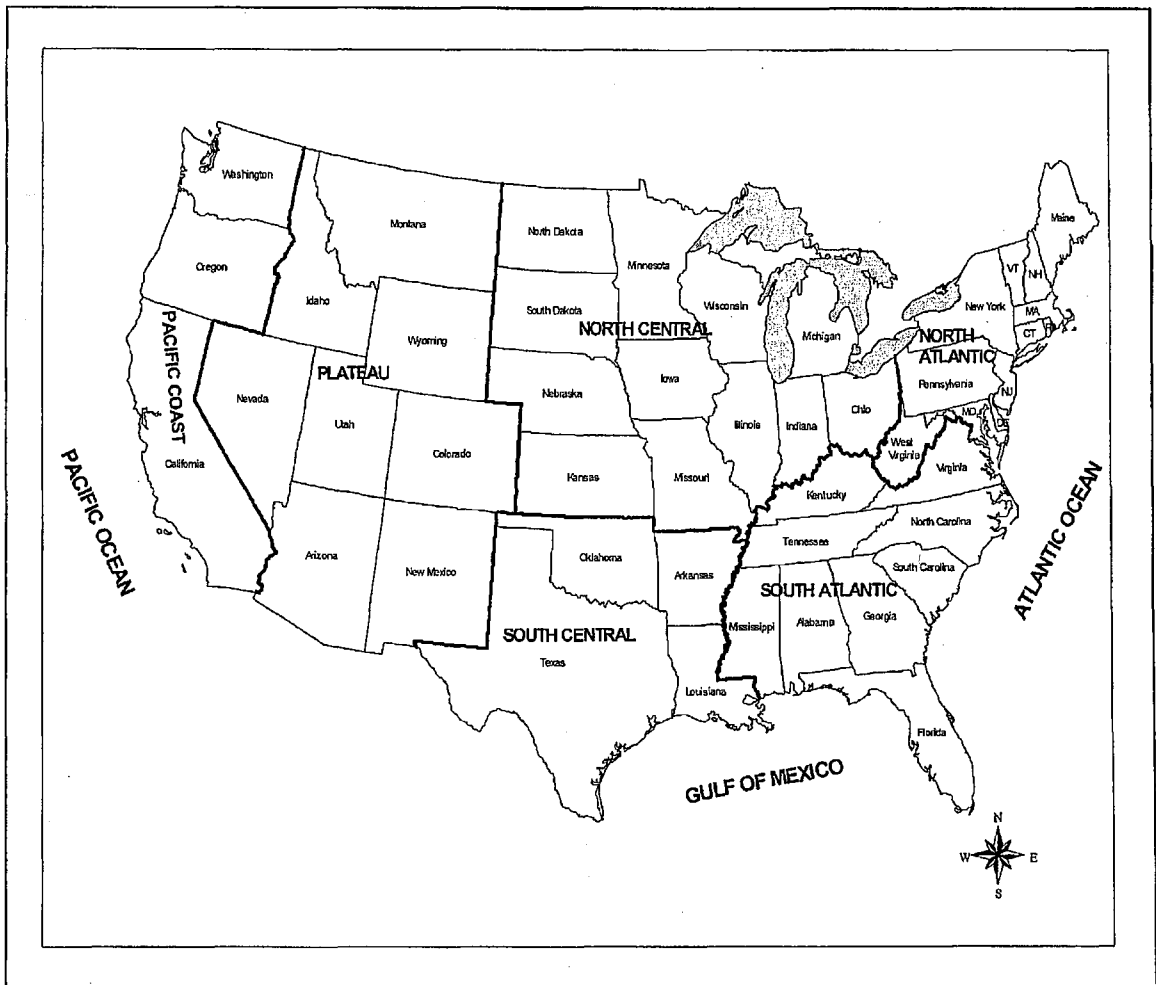 Washington
Montana
North Dakota
Minnesota
Maine
Oregon
Idaho
South Dakota
Wisconsin
VT
NH
New York
MA
CT
PACIFIC COAST
Wyoming
NORTH CENTRAL
Michigan
NORTH
ATLANTIC
PLATEAU
Nevada
Utah
Colorado
Nebraska
Iowa
Illinois
Indiana
Ohio
Pennsylvania
NJ
MD
DE
West
Virginia
Virginia
California
Kansas
Missouri
Kentucky
PACIFIC OCEAN
ATLANTIC OCEAN
Arizona
New Mexico
Oklahoma
Arkansas
Tennessee
North Carolina
South Carolina
SOUTH ATLANTIC
Mississippi
Alabama
Georgia
SOUTH CENTRAL
Texas
Louisiana
Florida
GULF OF MEXICO
N
W
E
S